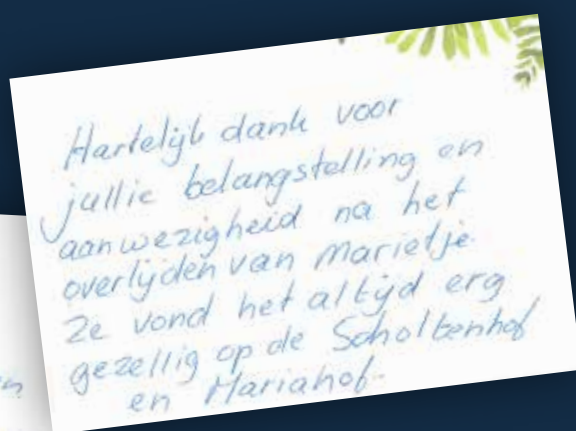 Hartelijk dank voor
jullie belangstelling en
aanwezigheid na het
overlijden van Marietje.
Ze vond het altijd erg
gezellig op de Scholtenhof
en Mariahof.